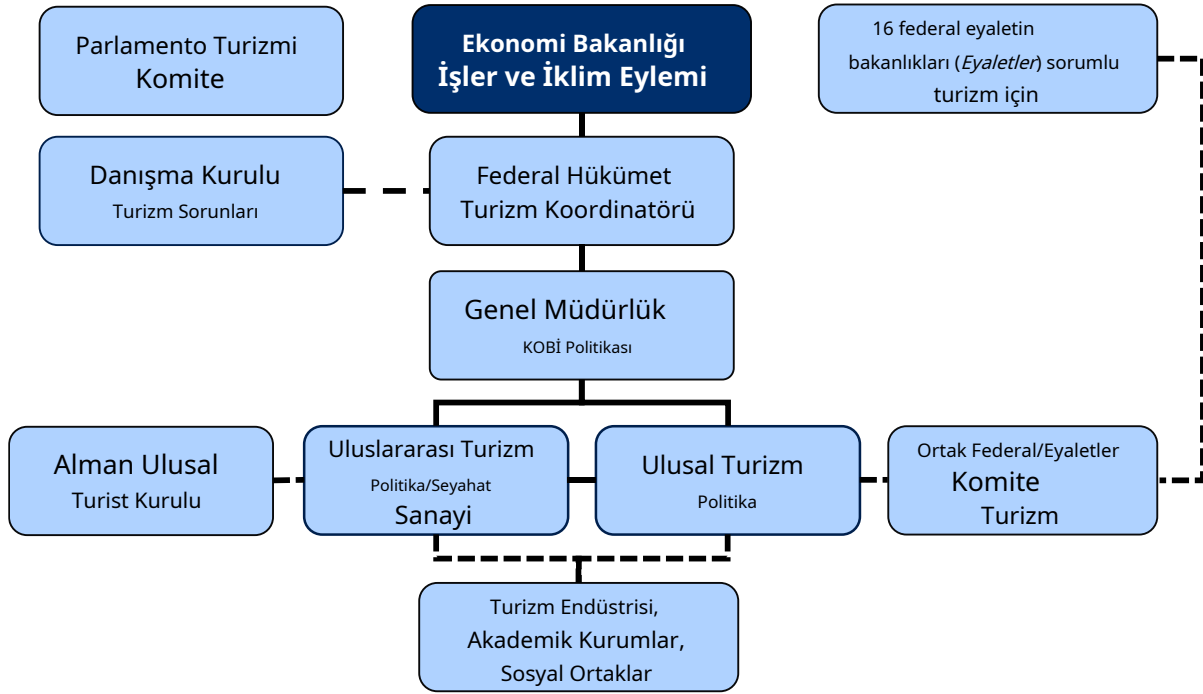 Parlamento Turizmi
Komite
Ekonomi Bakanlığı
İşler ve İklim Eylemi
16 federal eyaletin
bakanlıkları (Eyaletler) sorumlu
turizm için
Danışma Kurulu
Turizm Sorunları
Federal Hükümet
Turizm Koordinatörü
Genel Müdürlük
KOBİ Politikası
Alman Ulusal
Turist Kurulu
Uluslararası Turizm
Politika/Seyahat
Sanayi
Ulusal Turizm
Politika
Ortak Federal/Eyaletler
Komite
Turizm
Turizm Endüstrisi,
Akademik Kurumlar,
Sosyal Ortaklar